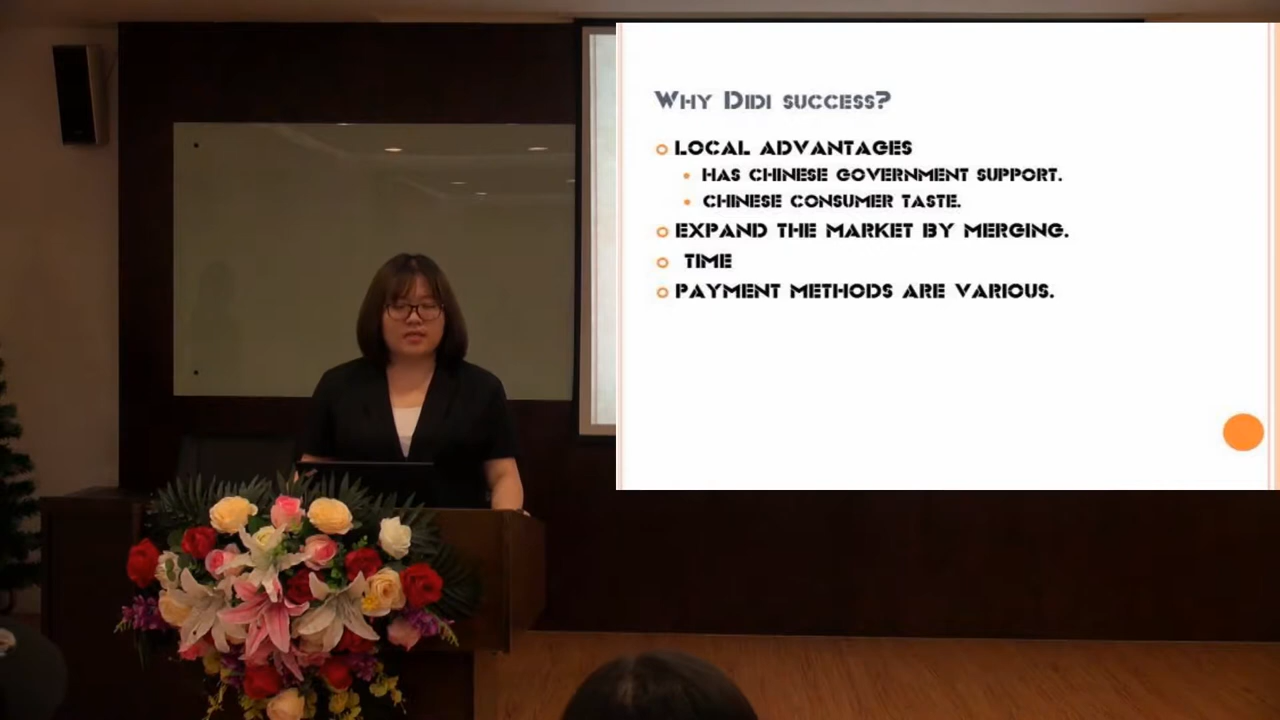 Why Didi success?
LOCAL ADVANTAGES
HAS CHINESE GOVERNMENT SUPPORT.
CHINESE CONSUMER TASTE.
EXPAND THE MARKET BY MERGING.
TIME
PAYMENT METHODS ARE VARIOUS.